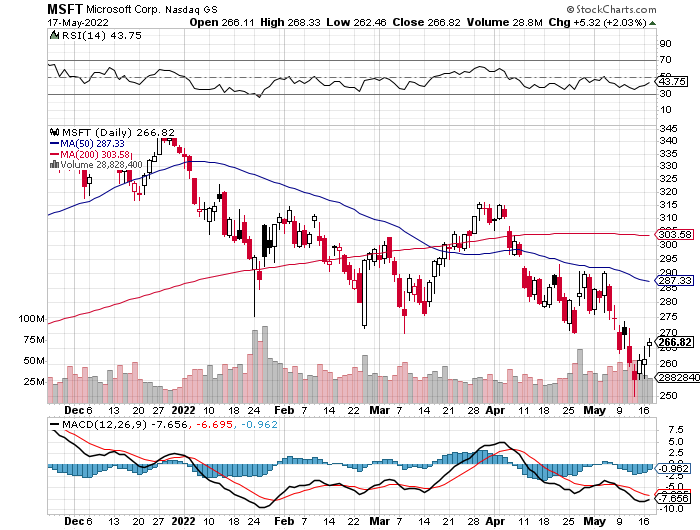 MSFT Microsoft Corp. Nasdaq GS © StockCharts.com
17-May-2022 Open 266.11 High 268.33 Low 262.46 Close 266.82 Volume 28.8M Chg +5.32 (+2.03%)
RSI(14) 43.75
90
70
50
43.75
30
10
MSFT (Daily) 266.82
MA(50) 287.33
MA(200) 303.58
Volume 28,828,400
345
340
335
330
325
320
315
310
305
303.58
300
295
290
287.33
285
280
275
270
266.82
265
260
255
2882840
250
100M
75M
50M
25M
Dec 6 13 20 27 2022 10 18 24 Feb 7 14 22 Mar 7 14 21 28 Apr 11 18 25 May 9 16
MACD(12,26,9) -7.656, -6.695, -0.962
7.5
5.0
2.5
0.0
-0.962
-2.5
-5.0
-7.656
-10.0
Dec 6 13 20 27 2022 10 18 24 Feb 7 14 22 Mar 7 14 21 28 Apr 11 18 25 May 9 16